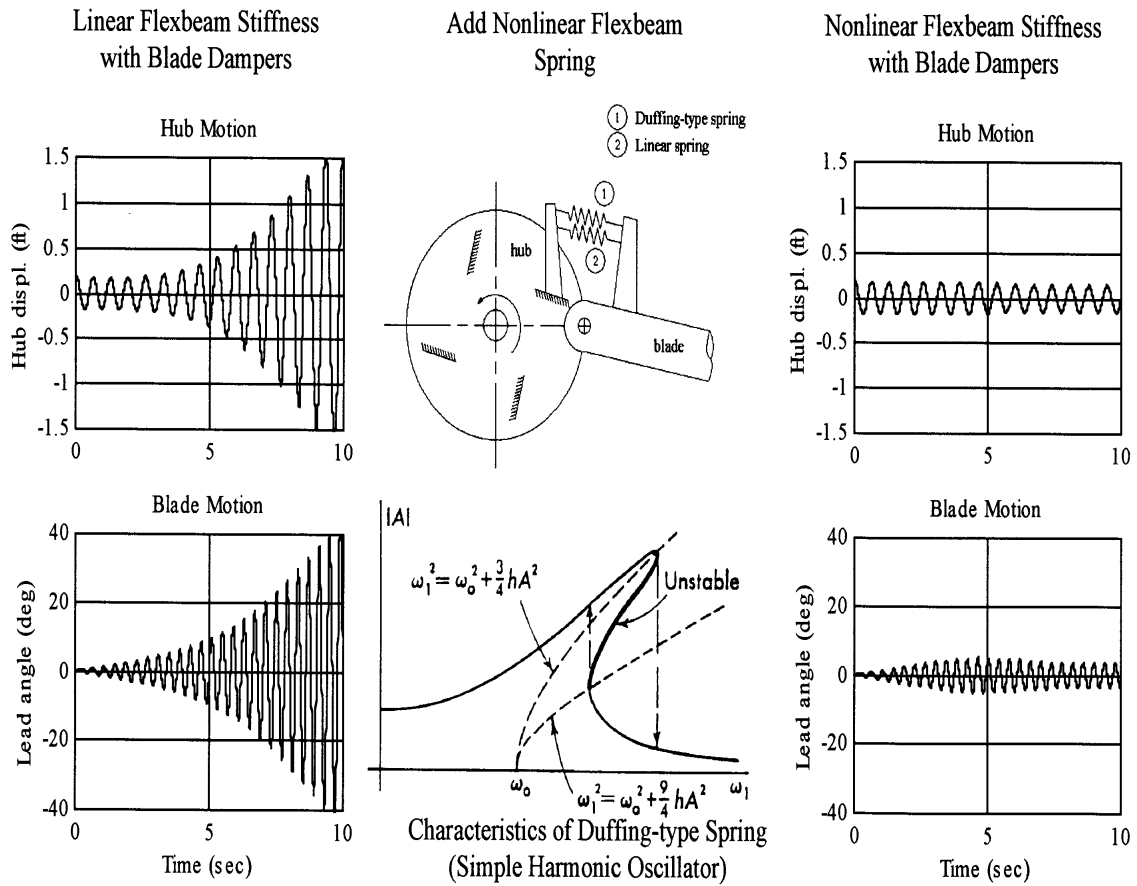 Linear Flexbeam Stiffness
with Blade Dampers
Hub Motion
1.5
1
0.5
0
-0.5
-1
-1.5
Hub displ. (ft)
0
5
10
Blade Motion
40
20
0
-20
-40
Lead angle (deg)
0
5
10
Time (sec)
Add Nonlinear Flexbeam
Spring
1 Duffing-type spring
2 Linear spring
1
2
hub
blade
|A|
ω₁² = ω₀² + 3/4 hA²
Unstable
ω₀
ω₁
ω₁² = ω₀² + 9/4 hA²
Characteristics of Duffing-type Spring
(Simple Harmonic Oscillator)
Nonlinear Flexbeam Stiffness
with Blade Dampers
Hub Motion
1.5
1
0.5
0
-0.5
-1
-1.5
Hub displ. (ft)
0
5
10
Blade Motion
40
20
0
-20
-40
Lead angle (deg)
0
5
10
Time (sec)